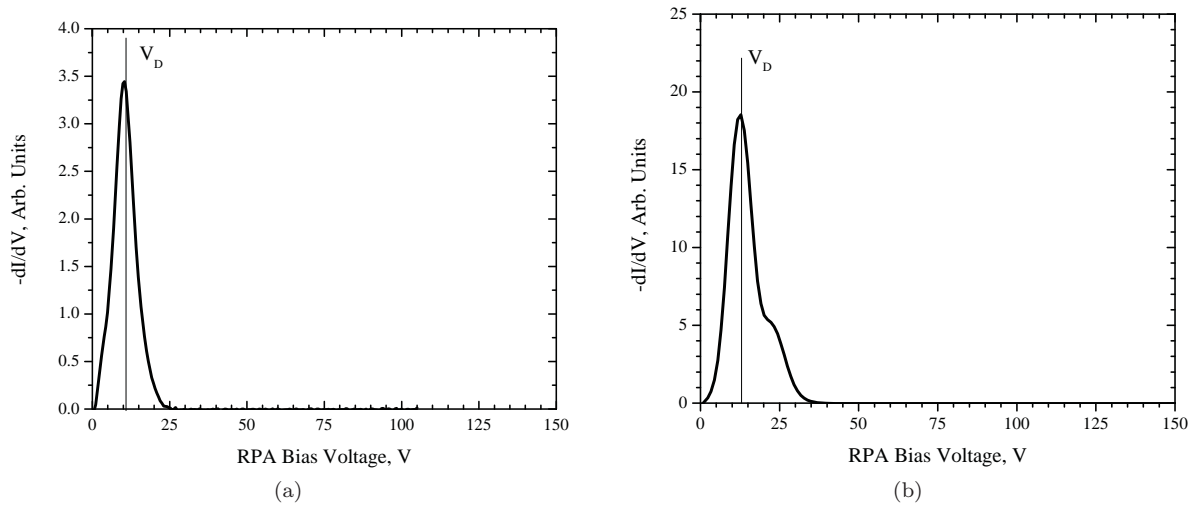 4.0
3.5
3.0
2.5
2.0
1.5
1.0
0.5
0.0
-dI/dV, Arb. Units
V_D
0 25 50 75 100 125 150
RPA Bias Voltage, V
(a)
25
20
15
10
5
0
-dI/dV, Arb. Units
V_D
0 25 50 75 100 125 150
RPA Bias Voltage, V
(b)